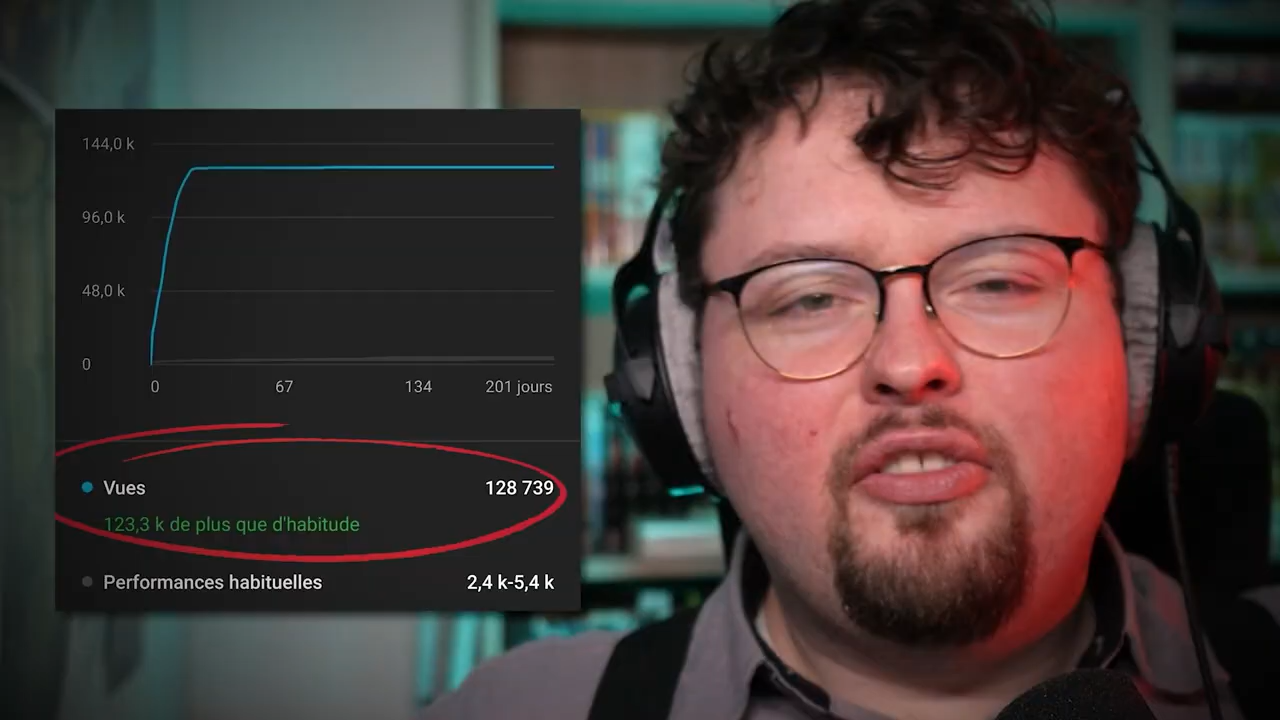 144,0 k
96,0 k
48,0 k
0
0 67 134 201 jours
Vues 128 739
123,3 k de plus que d'habitude
Performances habituelles 2,4 k-5,4 k